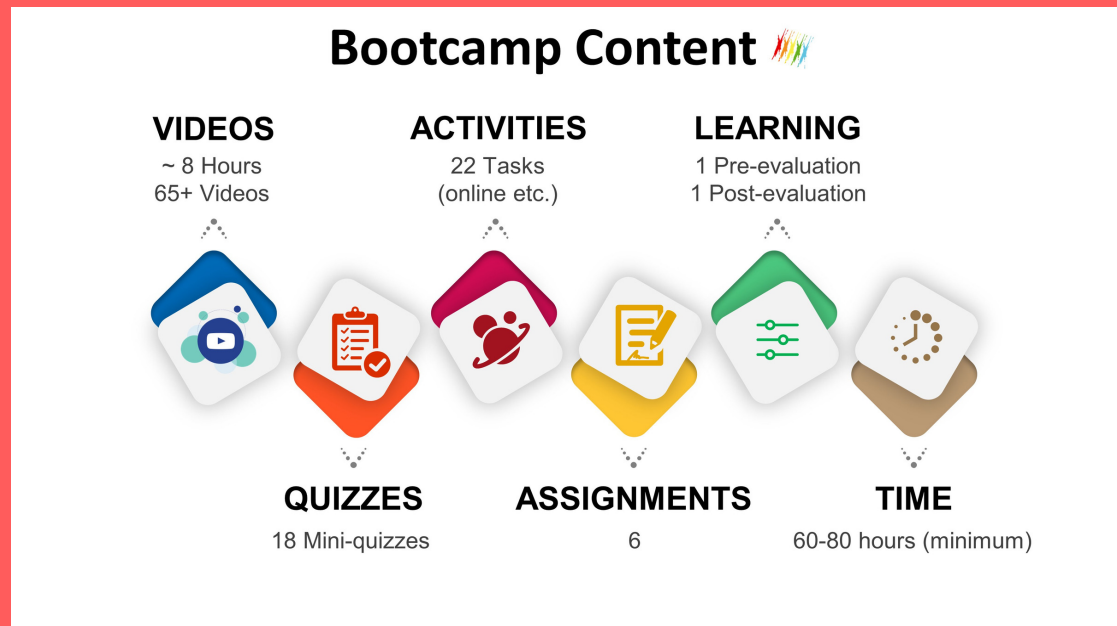 Bootcamp Content
VIDEOS
~ 8 Hours
65+ Videos
ACTIVITIES
22 Tasks
(online etc.)
LEARNING
1 Pre-evaluation
1 Post-evaluation
QUIZZES
18 Mini-quizzes
ASSIGNMENTS
6
TIME
60-80 hours (minimum)